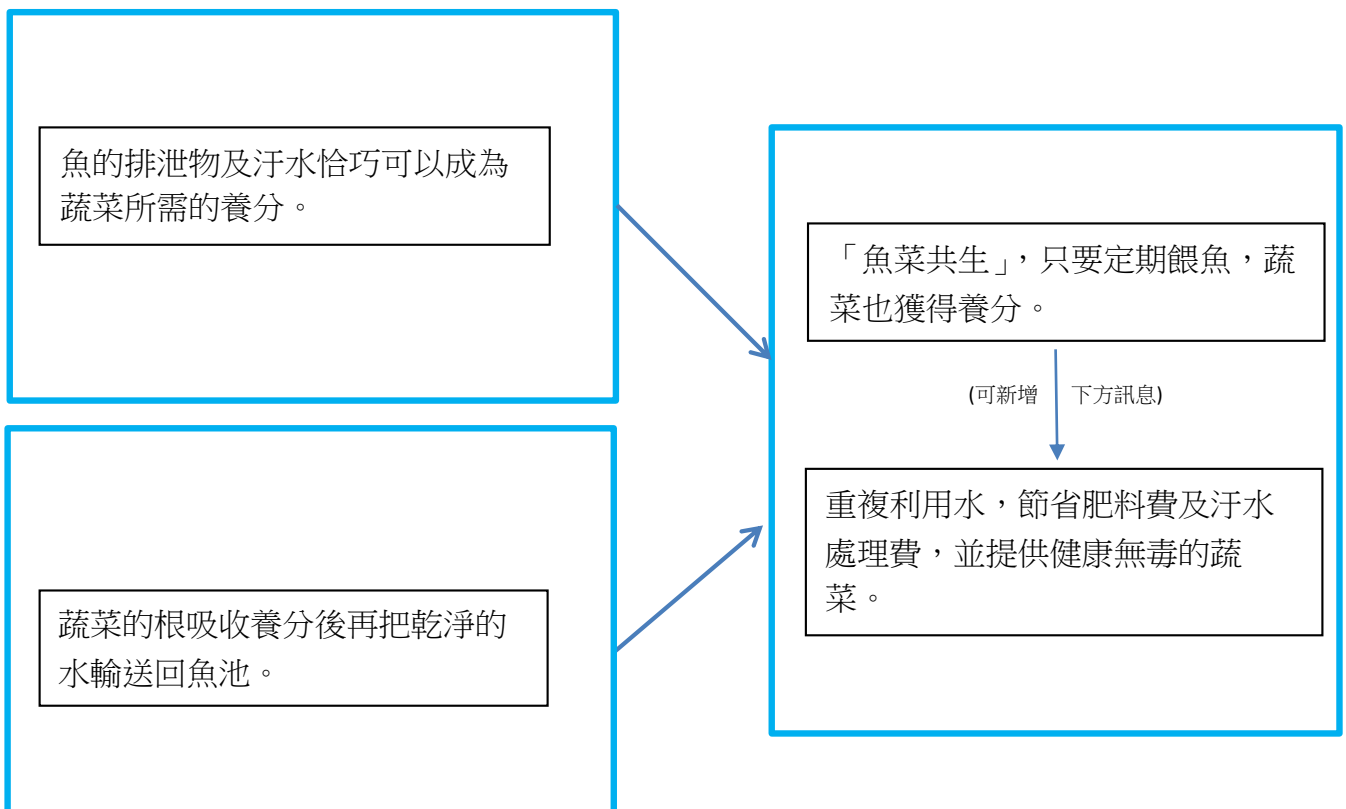 魚的排泄物及汙水恰巧可以成為
蔬菜所需的養分。
蔬菜的根吸收養分後再把乾淨的
水輸送回魚池。
「魚菜共生」，只要定期餵魚，蔬
菜也獲得養分。
(可新增 下方訊息)
重複利用水，節省肥料費及汙水
處理費，並提供健康無毒的蔬
菜。